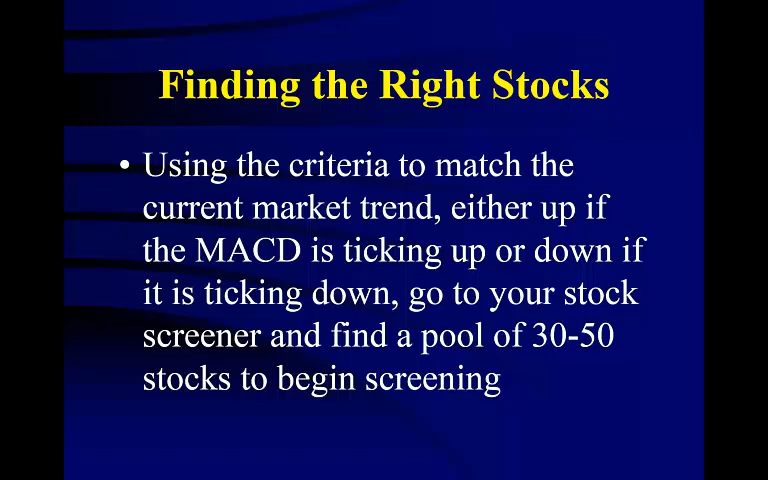 Finding the Right Stocks
• Using the criteria to match the
current market trend, either up if
the MACD is ticking up or down if
it is ticking down, go to your stock
screener and find a pool of 30-50
stocks to begin screening